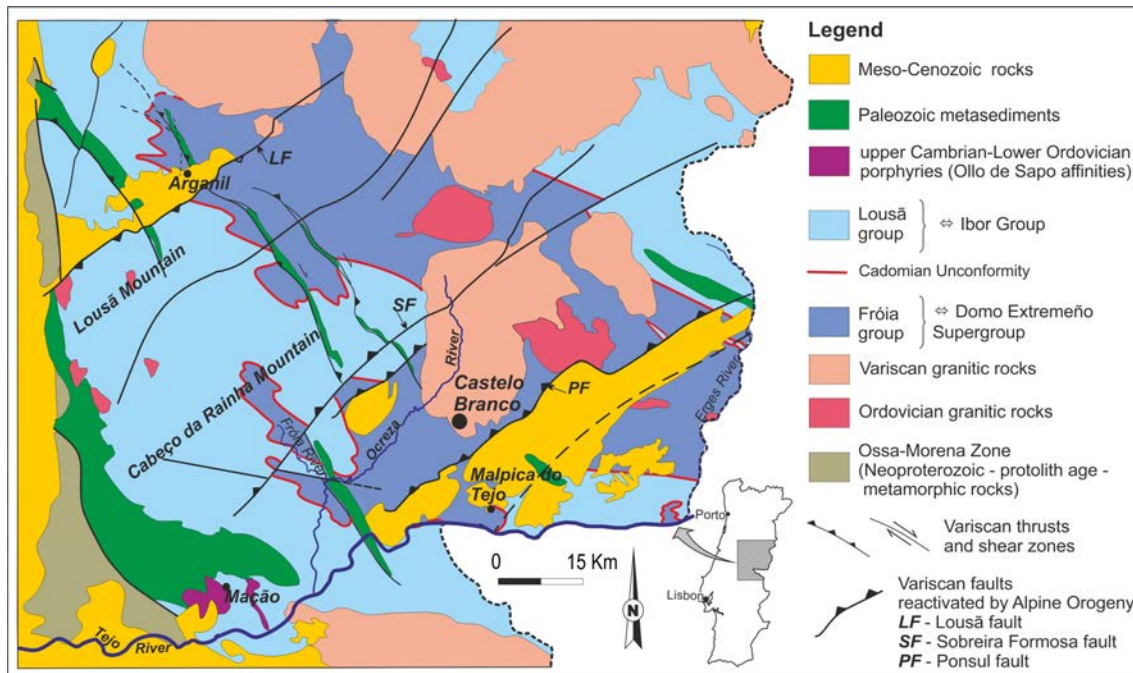 LF
Arganil
Lousã Mountain
SF
River
Castelo
Branco
PF
Erges River
Cabeço da Rainha Mountain
Fróia River
Ocreza
Malpica do
Tejo
0 15 Km
N
Mação
Tejo
River
Porto
Lisbon
Legend
Meso-Cenozoic rocks
Paleozoic metasediments
upper Cambrian-Lower Ordovician
porphyries (Ollo de Sapo affinities)
Lousã
group
⇔ Ibor Group
Cadomian Unconformity
Fróia
group
⇔ Domo Extremeño
Supergroup
Variscan granitic rocks
Ordovician granitic rocks
Ossa-Morena Zone
(Neoproterozoic - protolith age -
metamorphic rocks)
Variscan thrusts
and shear zones
Variscan faults
reactivated by Alpine Orogeny
LF - Lousã fault
SF - Sobreira Formosa fault
PF - Ponsul fault